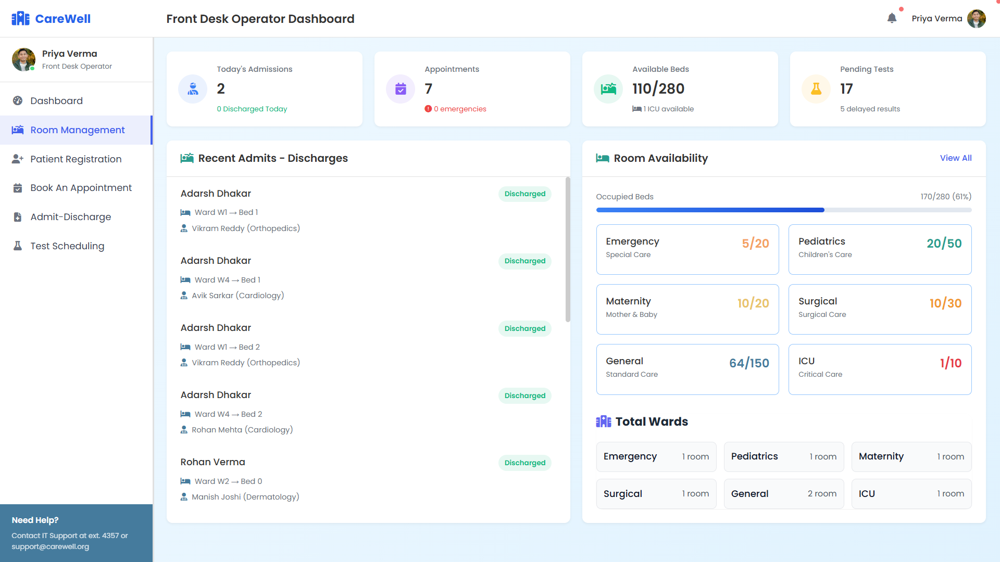 CareWell
Front Desk Operator Dashboard
Priya Verma
Priya Verma
Front Desk Operator
Dashboard
Room Management
Patient Registration
Book An Appointment
Admit-Discharge
Test Scheduling
Need Help?
Contact IT Support at ext. 4357 or
support@carewell.org
Today's Admissions
2
0 Discharged Today
Appointments
7
0 emergencies
Available Beds
110/280
1 ICU available
Pending Tests
17
5 delayed results
Recent Admits - Discharges
Adarsh Dhakar
Discharged
Ward W1 → Bed 1
Vikram Reddy (Orthopedics)
Adarsh Dhakar
Discharged
Ward W4 → Bed 1
Avik Sarkar (Cardiology)
Adarsh Dhakar
Discharged
Ward W1 → Bed 2
Vikram Reddy (Orthopedics)
Adarsh Dhakar
Discharged
Ward W4 → Bed 2
Rohan Mehta (Cardiology)
Rohan Verma
Discharged
Ward W2 → Bed 0
Manish Joshi (Dermatology)
Room Availability
View All
Occupied Beds
170/280 (61%)
Emergency
5/20
Special Care
Pediatrics
20/50
Children's Care
Maternity
10/20
Mother & Baby
Surgical
10/30
Surgical Care
General
64/150
Standard Care
ICU
1/10
Critical Care
Total Wards
Emergency 1 room
Pediatrics 1 room
Maternity 1 room
Surgical 1 room
General 2 room
ICU 1 room